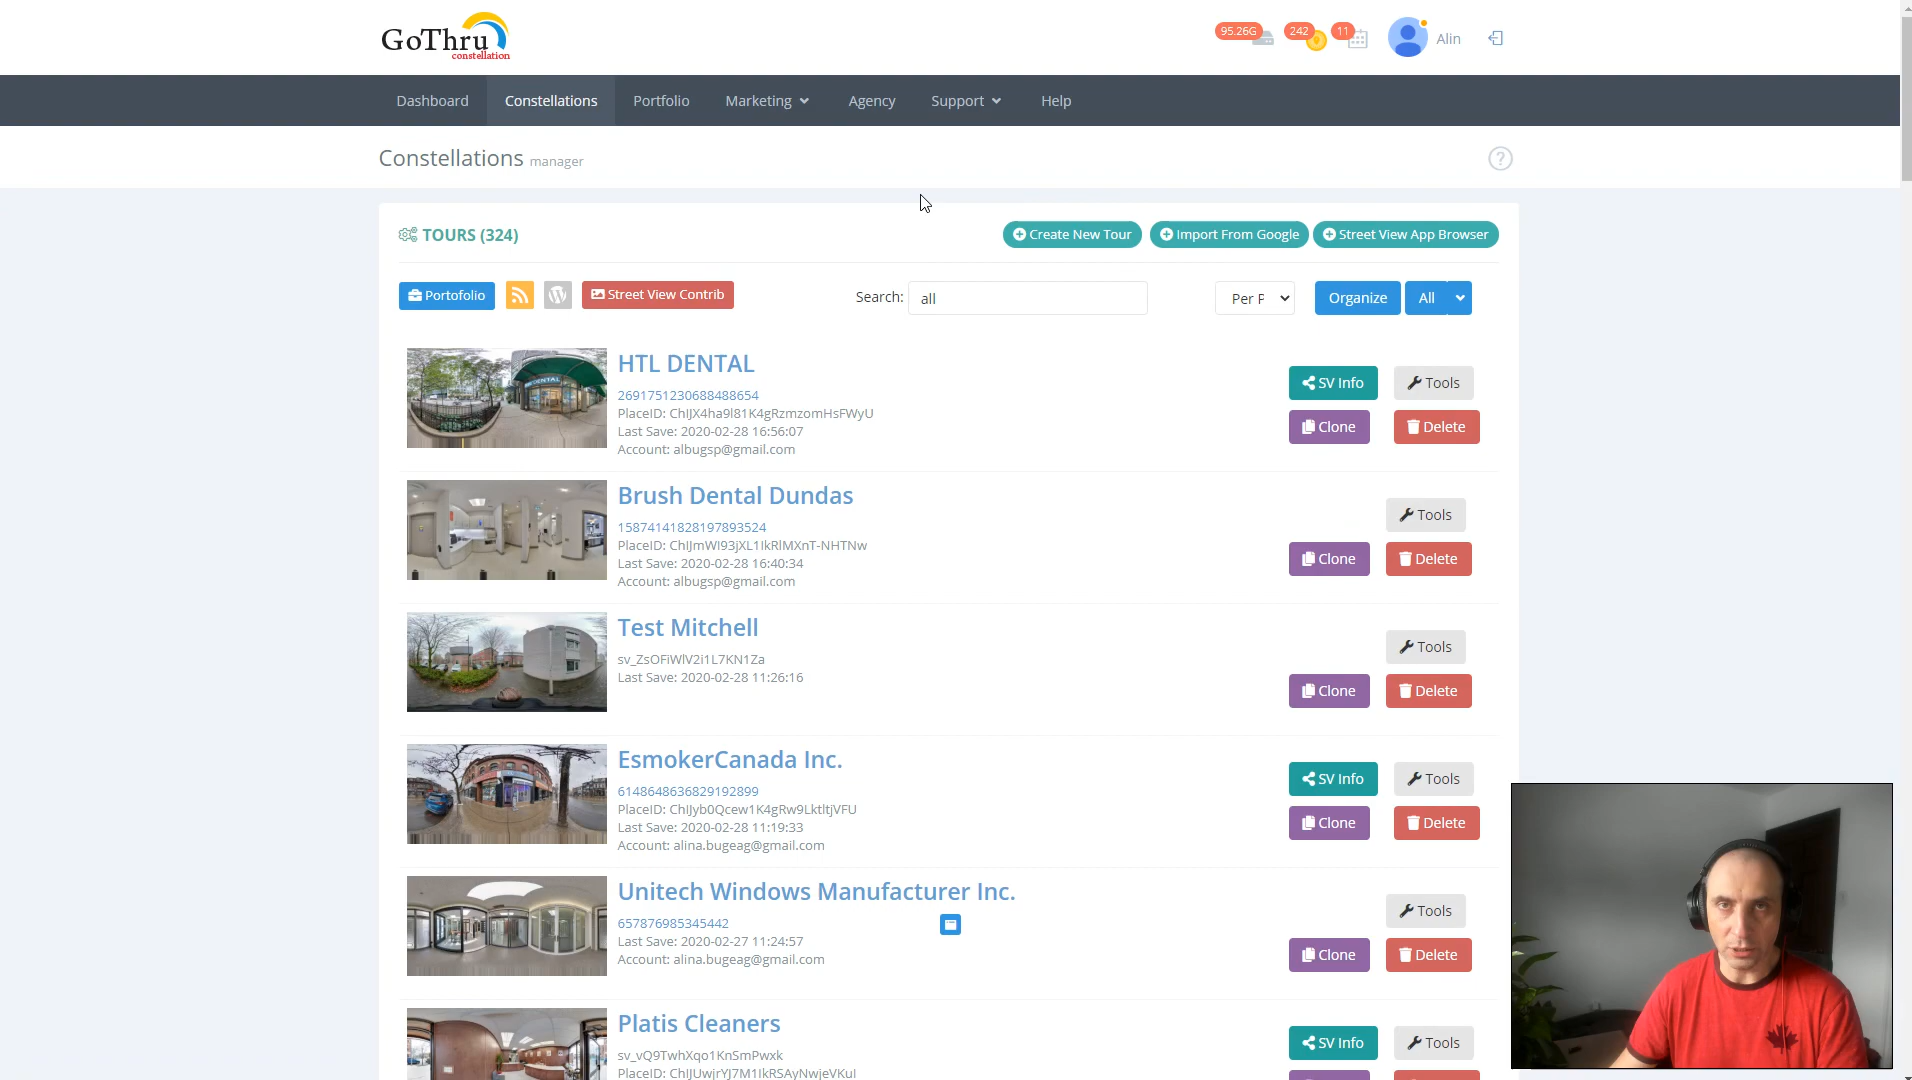 GoThru
constellation
95.26G
242
11
Alin
Dashboard
Constellations
Portfolio
Marketing
Agency
Support
Help
Constellations manager
TOURS (324)
Create New Tour
Import From Google
Street View App Browser
Portofolio
Street View Contrib
Search:
all
Per P
Organize
All
HTL DENTAL
2691751230688488654
PlaceID: ChIJX4ha9l81K4gRzmzomHsFWyU
Last Save: 2020-02-28 16:56:07
Account: albugsp@gmail.com
SV Info
Tools
Clone
Delete
Brush Dental Dundas
15874141828197893524
PlaceID: ChIJmWI93jXL1IkRlMXnT-NHTNw
Last Save: 2020-02-28 16:40:34
Account: albugsp@gmail.com
Tools
Clone
Delete
Test Mitchell
sv_ZsOFiWlV2i1L7KN1Za
Last Save: 2020-02-28 11:26:16
Tools
Clone
Delete
EsmokerCanada Inc.
6148648636829192899
PlaceID: ChIJyb0Qcew1K4gRw9LktltjVFU
Last Save: 2020-02-28 11:19:33
Account: alina.bugeag@gmail.com
SV Info
Tools
Clone
Delete
Unitech Windows Manufacturer Inc.
657876985345442
Last Save: 2020-02-27 11:24:57
Account: alina.bugeag@gmail.com
Tools
Clone
Delete
Platis Cleaners
sv_vQ9TwhXqo1KnSmPwxk
PlaceID: ChIJUwjrYJ7M1IkRSAyNwjeVKuI
SV Info
Tools